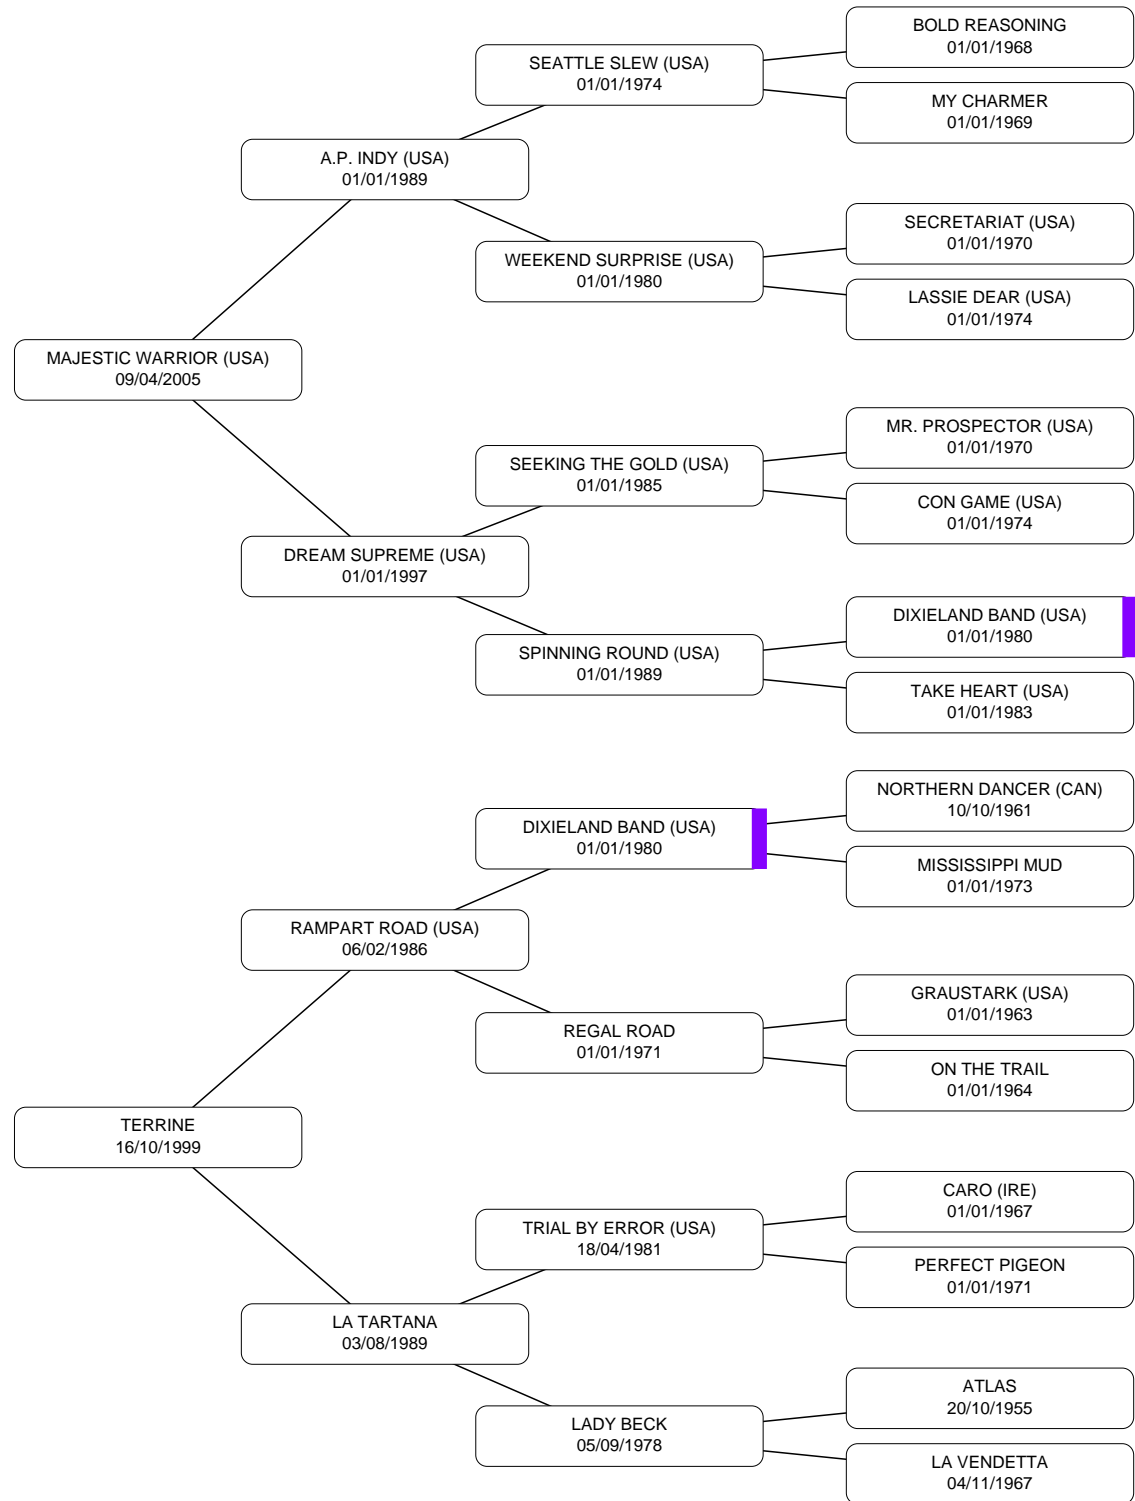 BOLD REASONING
01/01/1968
SEATTLE SLEW (USA)
01/01/1974
MY CHARMER
01/01/1969
A.P. INDY (USA)
01/01/1989
SECRETARIAT (USA)
01/01/1970
WEEKEND SURPRISE (USA)
01/01/1980
LASSIE DEAR (USA)
01/01/1974
MAJESTIC WARRIOR (USA)
09/04/2005
MR. PROSPECTOR (USA)
01/01/1970
SEEKING THE GOLD (USA)
01/01/1985
CON GAME (USA)
01/01/1974
DREAM SUPREME (USA)
01/01/1997
DIXIELAND BAND (USA)
01/01/1980
SPINNING ROUND (USA)
01/01/1989
TAKE HEART (USA)
01/01/1983
NORTHERN DANCER (CAN)
10/10/1961
DIXIELAND BAND (USA)
01/01/1980
MISSISSIPPI MUD
01/01/1973
RAMPART ROAD (USA)
06/02/1986
GRAUSTARK (USA)
01/01/1963
REGAL ROAD
01/01/1971
ON THE TRAIL
01/01/1964
TERRINE
16/10/1999
CARO (IRE)
01/01/1967
TRIAL BY ERROR (USA)
18/04/1981
PERFECT PIGEON
01/01/1971
LA TARTANA
03/08/1989
ATLAS
20/10/1955
LADY BECK
05/09/1978
LA VENDETTA
04/11/1967